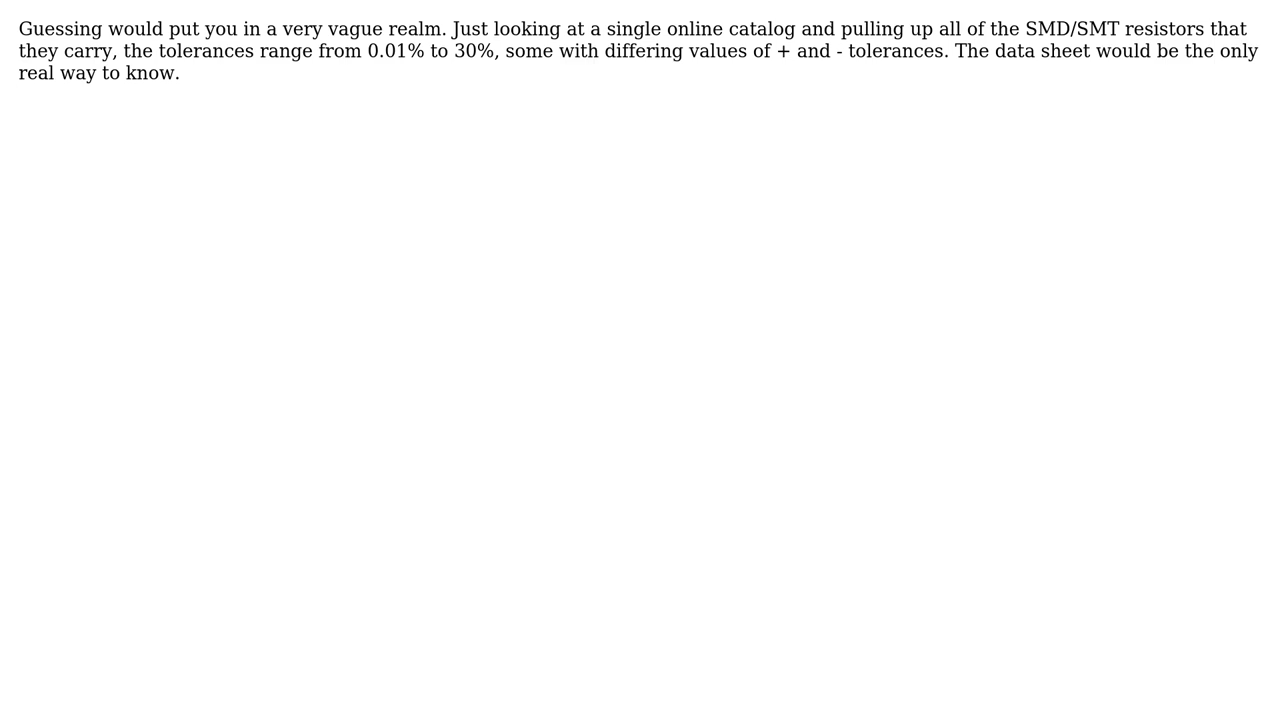 Guessing would put you in a very vague realm. Just looking at a single online catalog and pulling up all of the SMD/SMT resistors that
they carry, the tolerances range from 0.01% to 30%, some with differing values of + and - tolerances. The data sheet would be the only
real way to know.